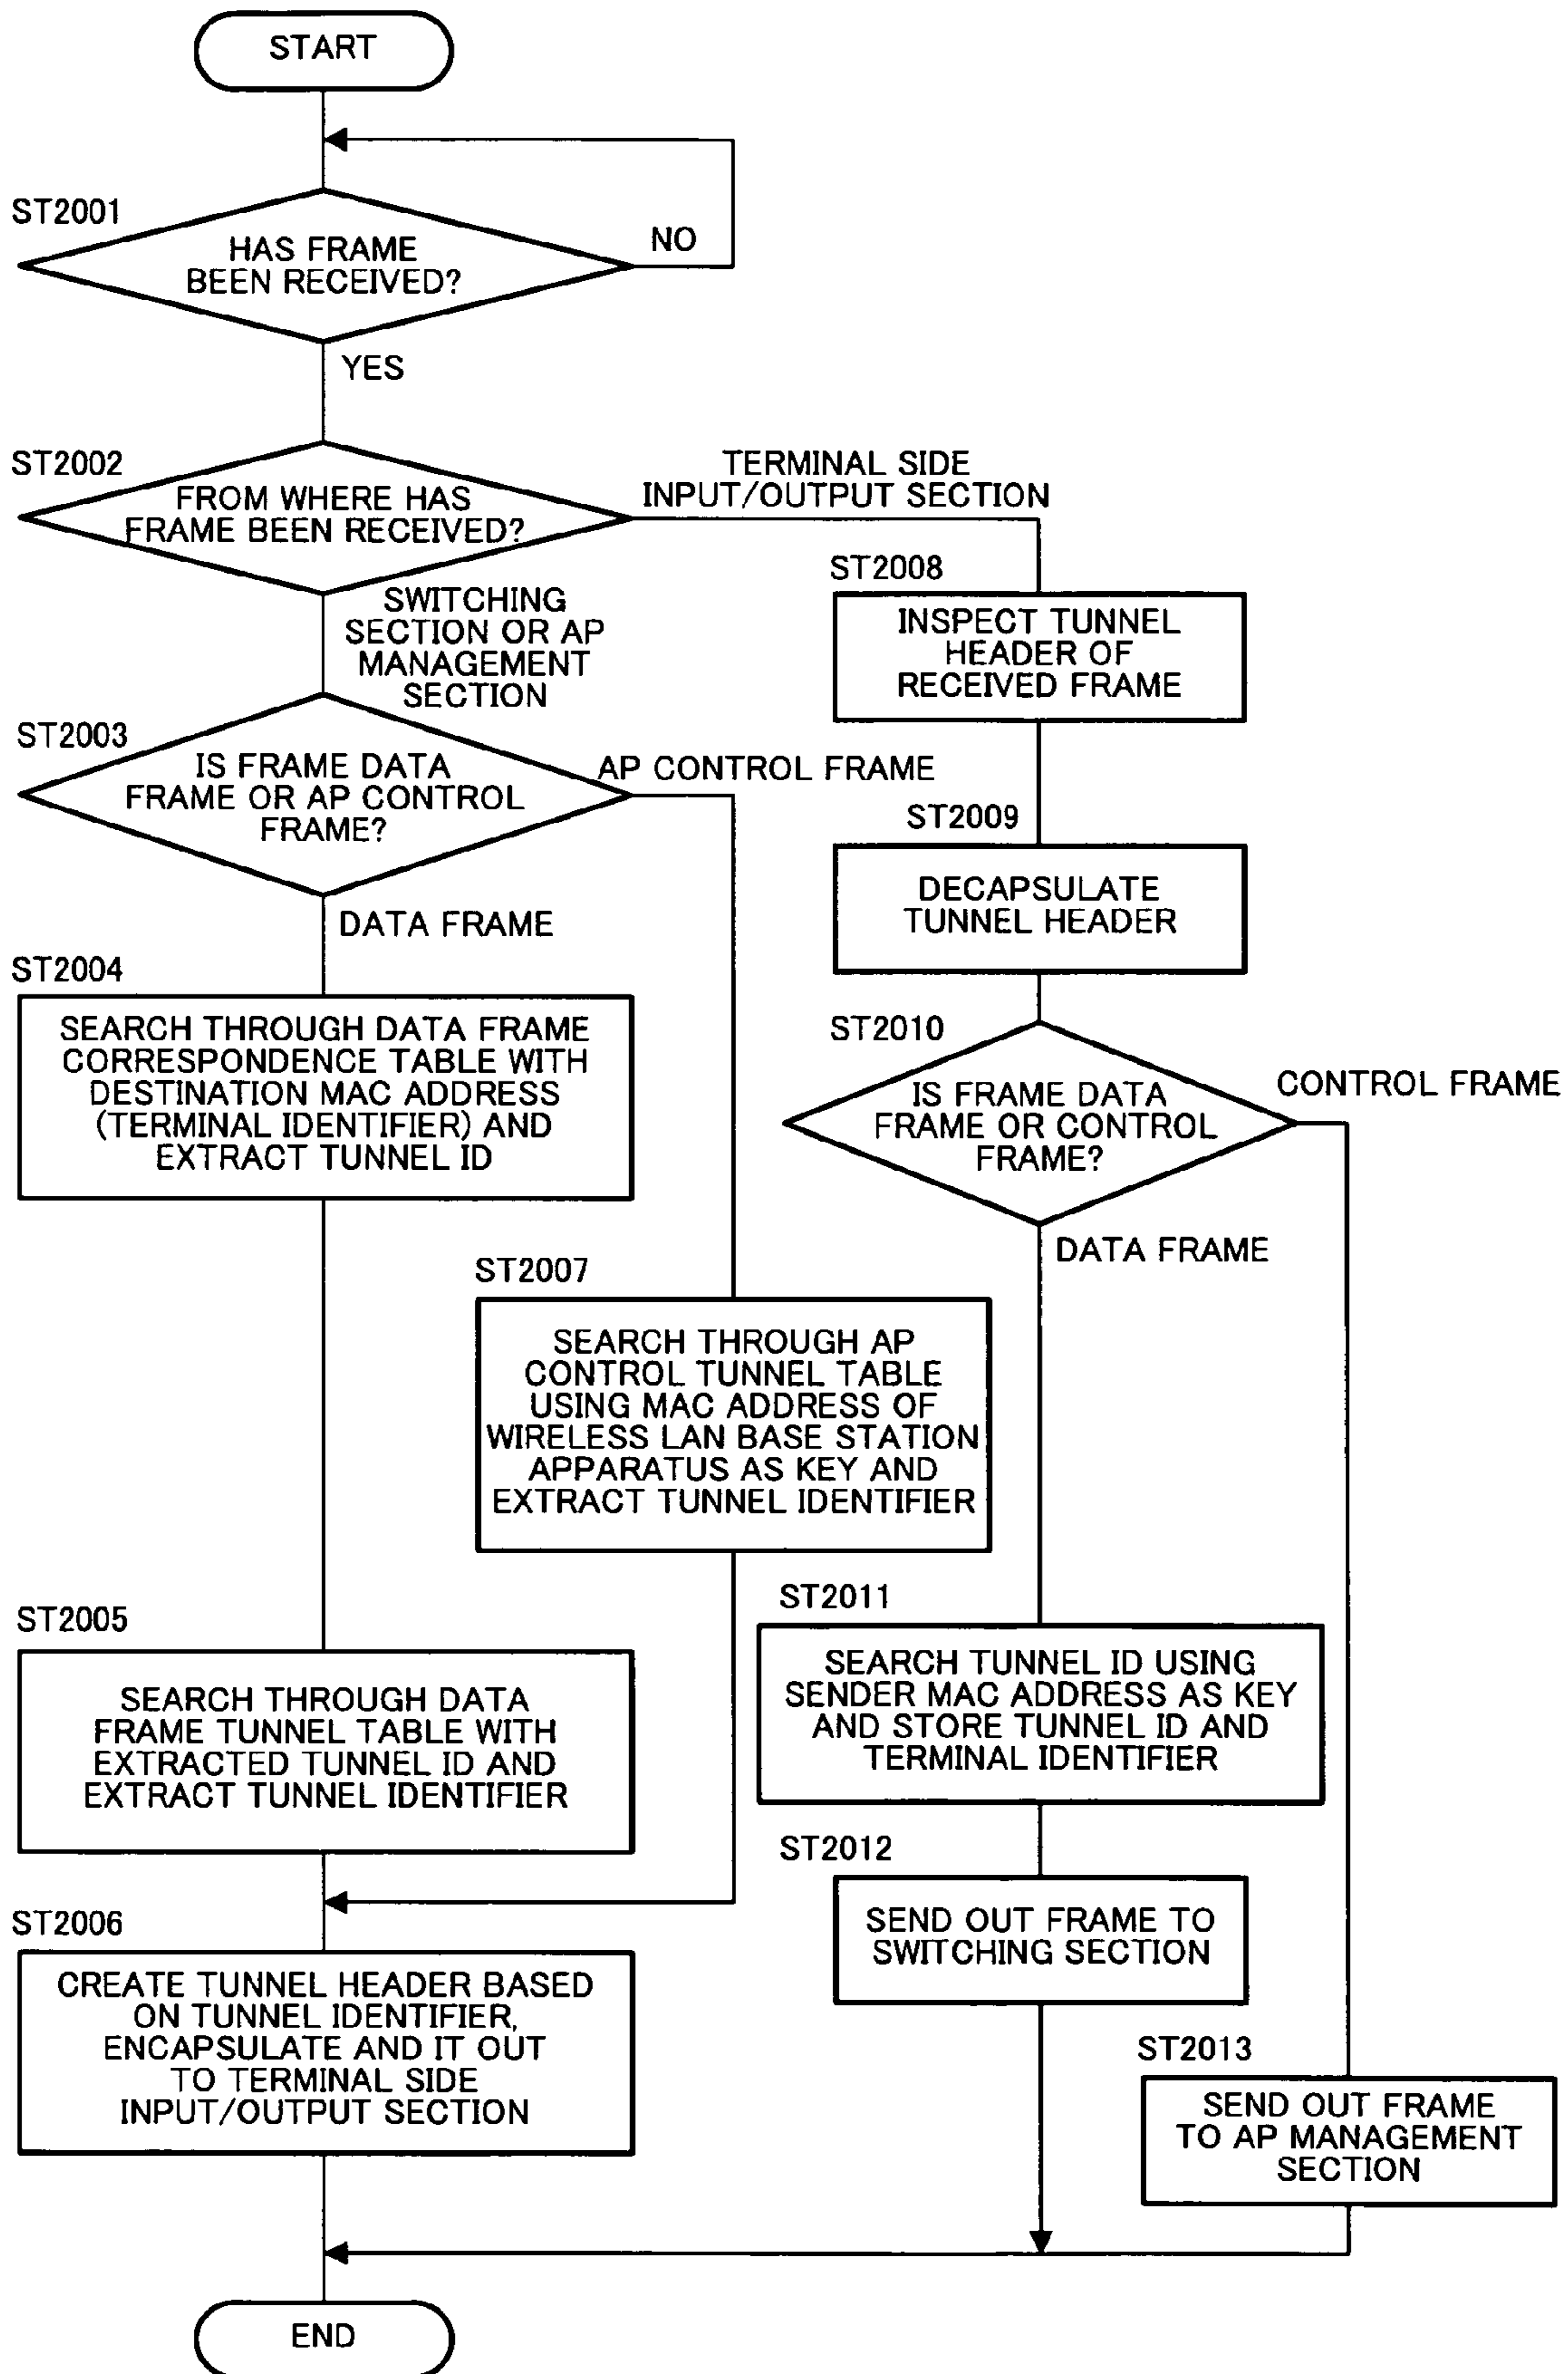 START
ST2001
HAS FRAME
BEEN RECEIVED?
NO
YES
ST2002
FROM WHERE HAS
FRAME BEEN RECEIVED?
TERMINAL SIDE
INPUT/OUTPUT SECTION
SWITCHING
SECTION OR AP
MANAGEMENT
SECTION
ST2003
IS FRAME DATA
FRAME OR AP CONTROL
FRAME?
AP CONTROL FRAME
DATA FRAME
ST2004
SEARCH THROUGH DATA FRAME
CORRESPONDENCE TABLE WITH
DESTINATION MAC ADDRESS
(TERMINAL IDENTIFIER) AND
EXTRACT TUNNEL ID
ST2007
SEARCH THROUGH AP
CONTROL TUNNEL TABLE
USING MAC ADDRESS OF
WIRELESS LAN BASE STATION
APPARATUS AS KEY AND
EXTRACT TUNNEL IDENTIFIER
ST2005
SEARCH THROUGH DATA
FRAME TUNNEL TABLE WITH
EXTRACTED TUNNEL ID AND
EXTRACT TUNNEL IDENTIFIER
ST2006
CREATE TUNNEL HEADER BASED
ON TUNNEL IDENTIFIER,
ENCAPSULATE AND IT OUT
TO TERMINAL SIDE
INPUT/OUTPUT SECTION
ST2008
INSPECT TUNNEL
HEADER OF
RECEIVED FRAME
ST2009
DECAPSULATE
TUNNEL HEADER
ST2010
IS FRAME DATA
FRAME OR CONTROL
FRAME?
CONTROL FRAME
DATA FRAME
ST2011
SEARCH TUNNEL ID USING
SENDER MAC ADDRESS AS KEY
AND STORE TUNNEL ID AND
TERMINAL IDENTIFIER
ST2012
SEND OUT FRAME TO
SWITCHING SECTION
ST2013
SEND OUT FRAME
TO AP MANAGEMENT
SECTION
END